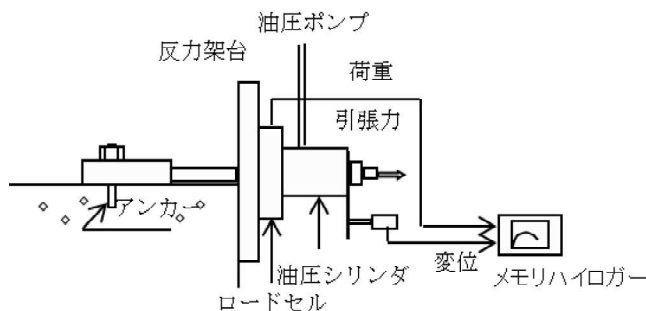 油圧ポンプ
反力架台
荷重
引張力
アンカー
油圧シリンダ
変位
メモリハイロガー
ロードセル